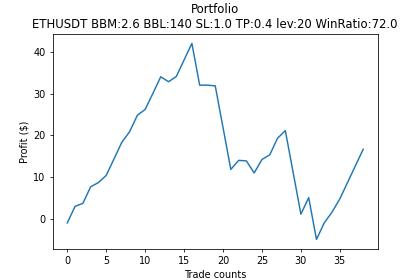 Portfolio
ETHUSDT BBM:2.6 BBL:140 SL:1.0 TP:0.4 lev:20 WinRatio:72.0
40
30
20
10
0
Profit ($)
0 5 10 15 20 25 30 35
Trade counts